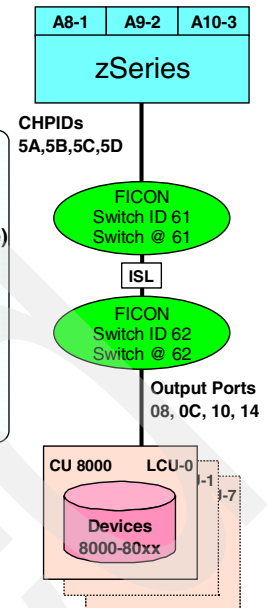 A8-1 A9-2 A10-3
zSeries
CHPIDs
5A,5B,5C,5D
)
FICON
Switch ID 61
Switch @ 61
ISL
FICON
Switch ID 62
Switch @ 62
Output Ports
08, 0C, 10, 14
CU 8000 LCU-0
-1
-7
Devices
8000-80xx